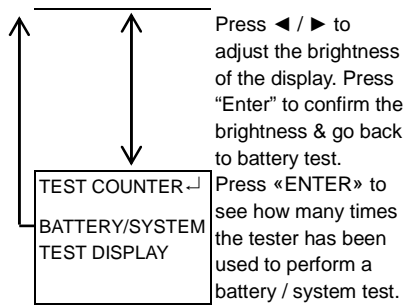 Press ◄ / ► to
adjust the brightness
of the display. Press
“Enter” to confirm the
brightness & go back
to battery test.
TEST COUNTER↵
BATTERY/SYSTEM
TEST DISPLAY
Press «ENTER» to
see how many times
the tester has been
used to perform a
battery / system test.